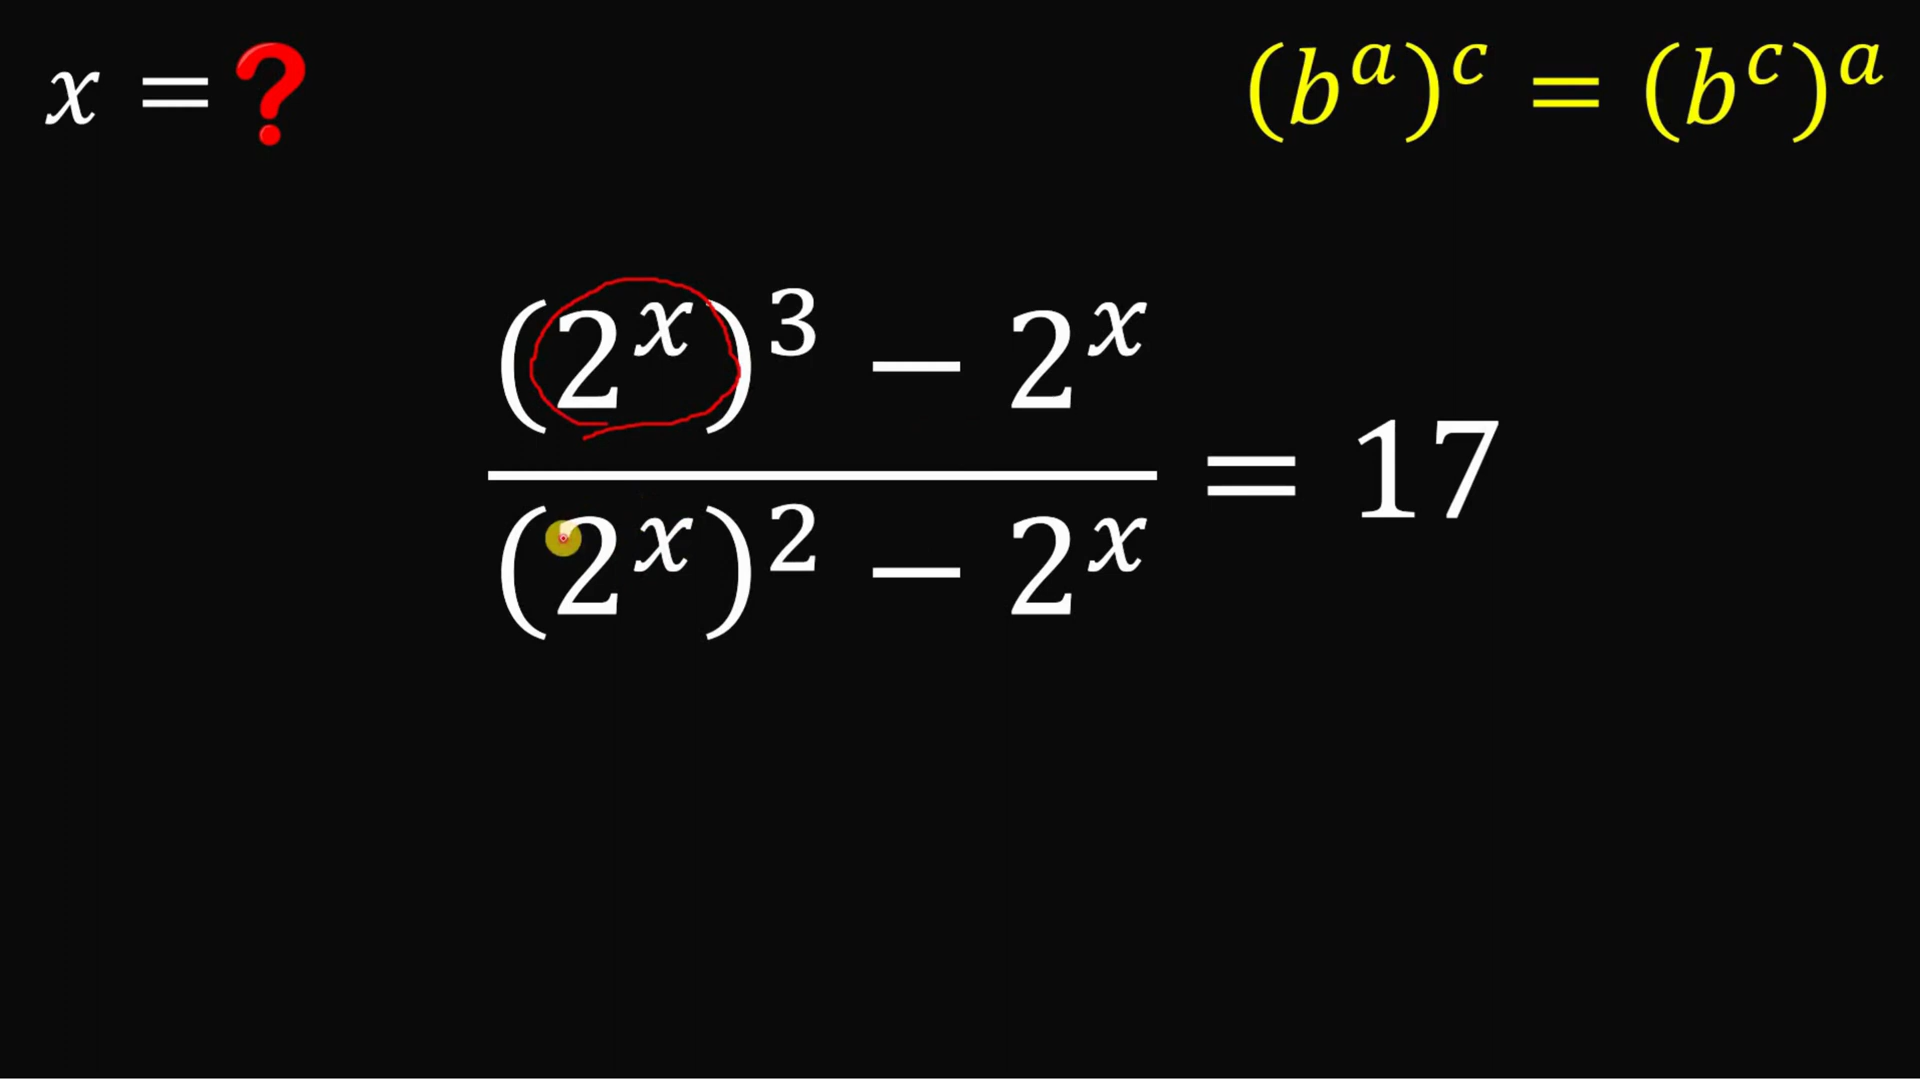 x = ?
(b^a)^c = (b^c)^a
(2^x)^3 − 2^x
(2^x)^2 − 2^x
= 17